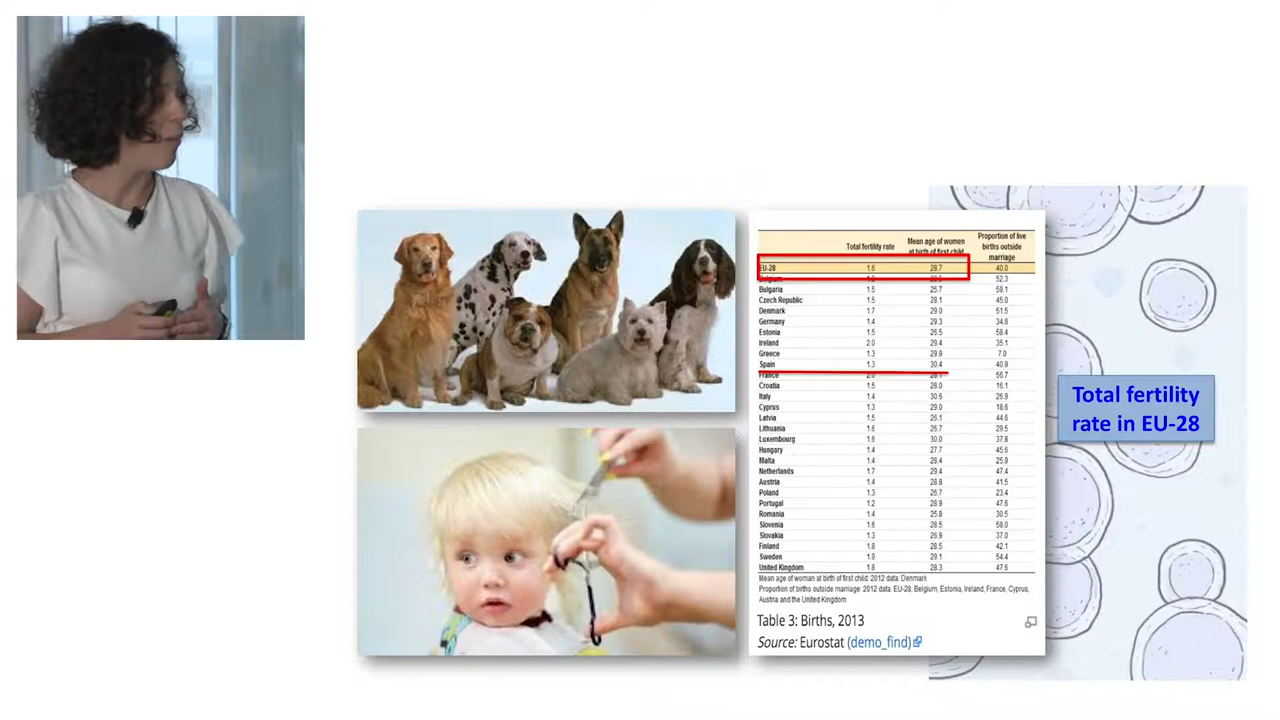 Total fertility rate Mean age of women at birth of first child Proportion of live births outside marriage
EU-28 1.6 28.7 40.0
Belgium 52.3
Bulgaria 1.5 25.7 59.1
Czech Republic 1.5 28.1 45.0
Denmark 1.7 29.0 51.5
Germany 1.4 29.3 34.8
Estonia 1.5 26.5 58.4
Ireland 2.0 29.4 35.1
Greece 1.3 29.9 7.0
Spain 1.3 30.4 40.9
France 2.0 28.1 56.7
Croatia 1.5 28.0 16.1
Italy 1.4 30.6 26.9
Cyprus 1.3 29.0 18.6
Latvia 1.5 26.1 44.6
Lithuania 1.6 26.7 29.5
Luxembourg 1.6 30.0 37.8
Hungary 1.4 27.7 45.6
Malta 1.4 28.4 25.9
Netherlands 1.7 29.4 47.4
Austria 1.4 28.8 41.5
Poland 1.3 26.7 23.4
Portugal 1.2 28.9 47.6
Romania 1.4 25.8 30.5
Slovenia 1.6 28.5 58.0
Slovakia 1.3 26.9 37.0
Finland 1.8 28.5 42.1
Sweden 1.9 29.1 54.4
United Kingdom 1.8 28.3 47.6
Mean age of woman at birth of first child: 2012 data: Denmark
Proportion of births outside marriage: 2012 data: EU-28, Belgium, Estonia, Ireland, France, Cyprus,
Austria and the United Kingdom
Table 3: Births, 2013
Source: Eurostat (demo_find)
Total fertility
rate in EU-28